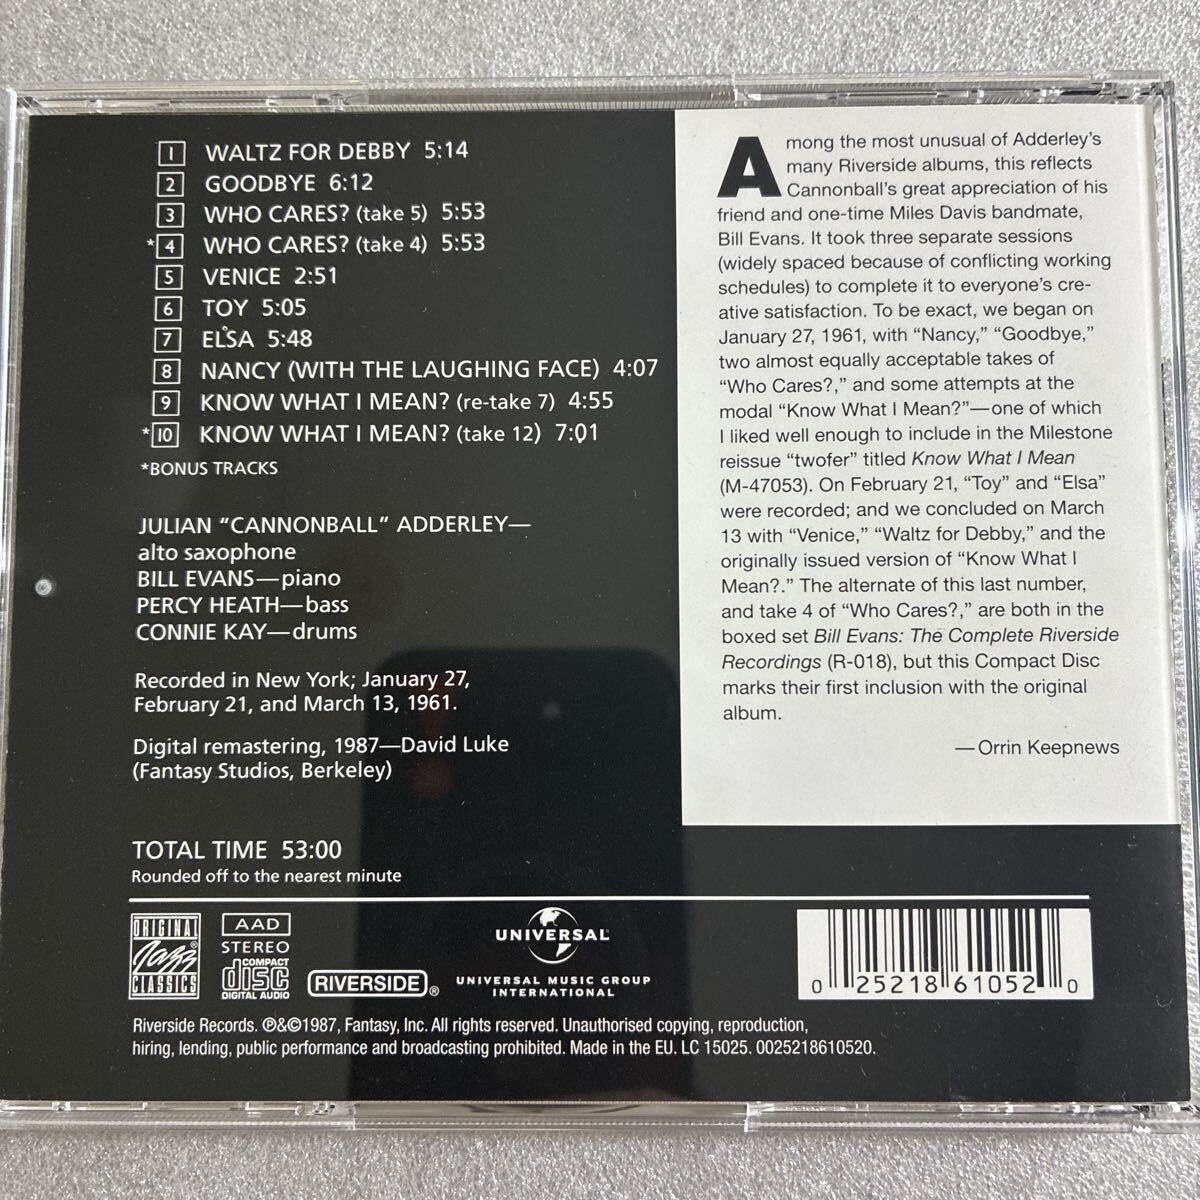 1 WALTZ FOR DEBBY 5:14
2 GOODBYE 6:12
3 WHO CARES? (take 5) 5:53
*4 WHO CARES? (take 4) 5:53
5 VENICE 2:51
6 TOY 5:05
7 ELSA 5:48
8 NANCY (WITH THE LAUGHING FACE) 4:07
9 KNOW WHAT I MEAN? (re-take 7) 4:55
*10 KNOW WHAT I MEAN? (take 12) 7:01
*BONUS TRACKS
JULIAN "CANNONBALL" ADDERLEY—
alto saxophone
BILL EVANS—piano
PERCY HEATH—bass
CONNIE KAY—drums
Recorded in New York; January 27,
February 21, and March 13, 1961.
Digital remastering, 1987—David Luke
(Fantasy Studios, Berkeley)
TOTAL TIME 53:00
Rounded off to the nearest minute
Among the most unusual of Adderley's
many Riverside albums, this reflects
Cannonball's great appreciation of his
friend and one-time Miles Davis bandmate,
Bill Evans. It took three separate sessions
(widely spaced because of conflicting working
schedules) to complete it to everyone's cre-
ative satisfaction. To be exact, we began on
January 27, 1961, with "Nancy," "Goodbye,"
two almost equally acceptable takes of
"Who Cares?," and some attempts at the
modal "Know What I Mean?"—one of which
I liked well enough to include in the Milestone
reissue "twofer" titled Know What I Mean
(M-47053). On February 21, "Toy" and "Elsa"
were recorded; and we concluded on March
13 with "Venice," "Waltz for Debby," and the
originally issued version of "Know What I
Mean?." The alternate of this last number,
and take 4 of "Who Cares?," are both in the
boxed set Bill Evans: The Complete Riverside
Recordings (R-018), but this Compact Disc
marks their first inclusion with the original
album.
—Orrin Keepnews
ORIGINAL
Jazz®
CLASSICS
AAD
STEREO
COMPACT
disc
DIGITAL AUDIO
RIVERSIDE®
UNIVERSAL
UNIVERSAL MUSIC GROUP
INTERNATIONAL
0 25218 61052 0
Riverside Records. ℗&©1987, Fantasy, Inc. All rights reserved. Unauthorised copying, reproduction,
hiring, lending, public performance and broadcasting prohibited. Made in the EU. LC 15025. 0025218610520.